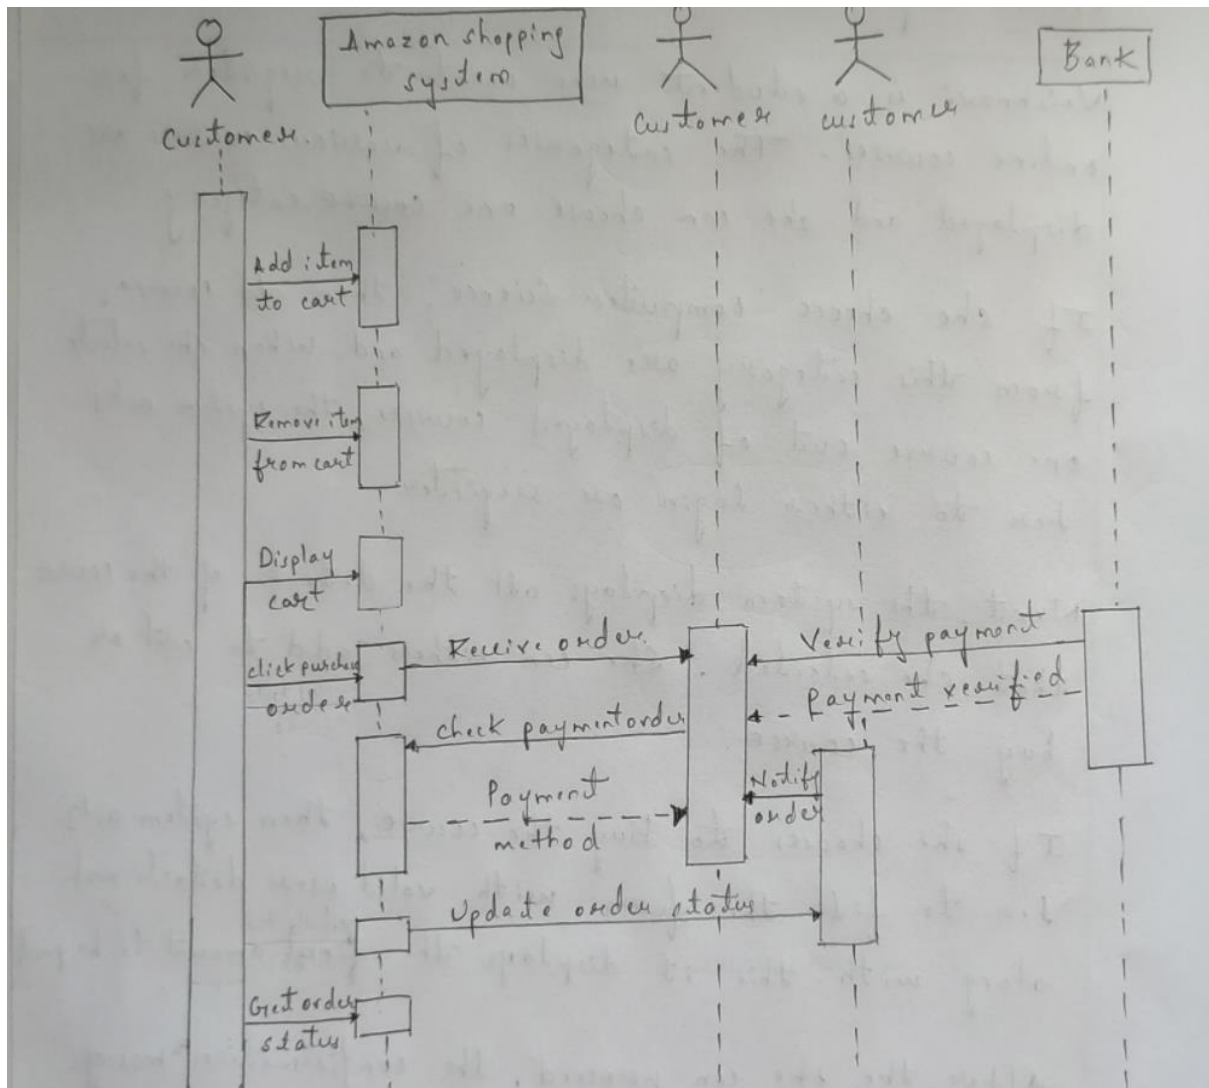 Amazon shopping
system
Bank
Customer
Customer
customer
Add item
to cart
Remove item
from cart
Display
cart
Receive order
Verify payment
click purchase
order
Payment verified
check payment order
Payment
method
Notify
order
Update order status
Get order
status